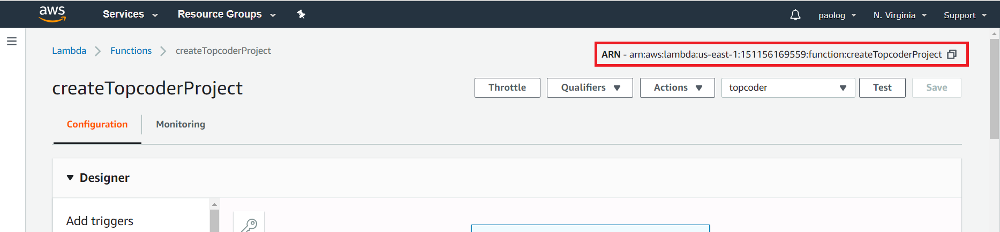 aws Services Resource Groups paolog N. Virginia Support
Lambda Functions createTopcoderProject
ARN - arn:aws:lambda:us-east-1:151156169559:function:createTopcoderProject
createTopcoderProject
Throttle Qualifiers Actions topcoder Test Save
Configuration Monitoring
Designer
Add triggers